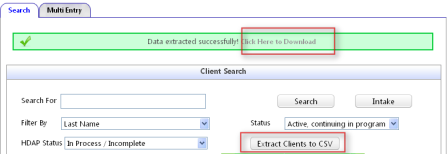 Search Multi Entry
Data extracted successfully! Click Here to Download
Client Search
Search For Search Intake
Filter By Last Name Status Active, continuing in program
HDAP Status In Process / Incomplete Extract Clients to CSV